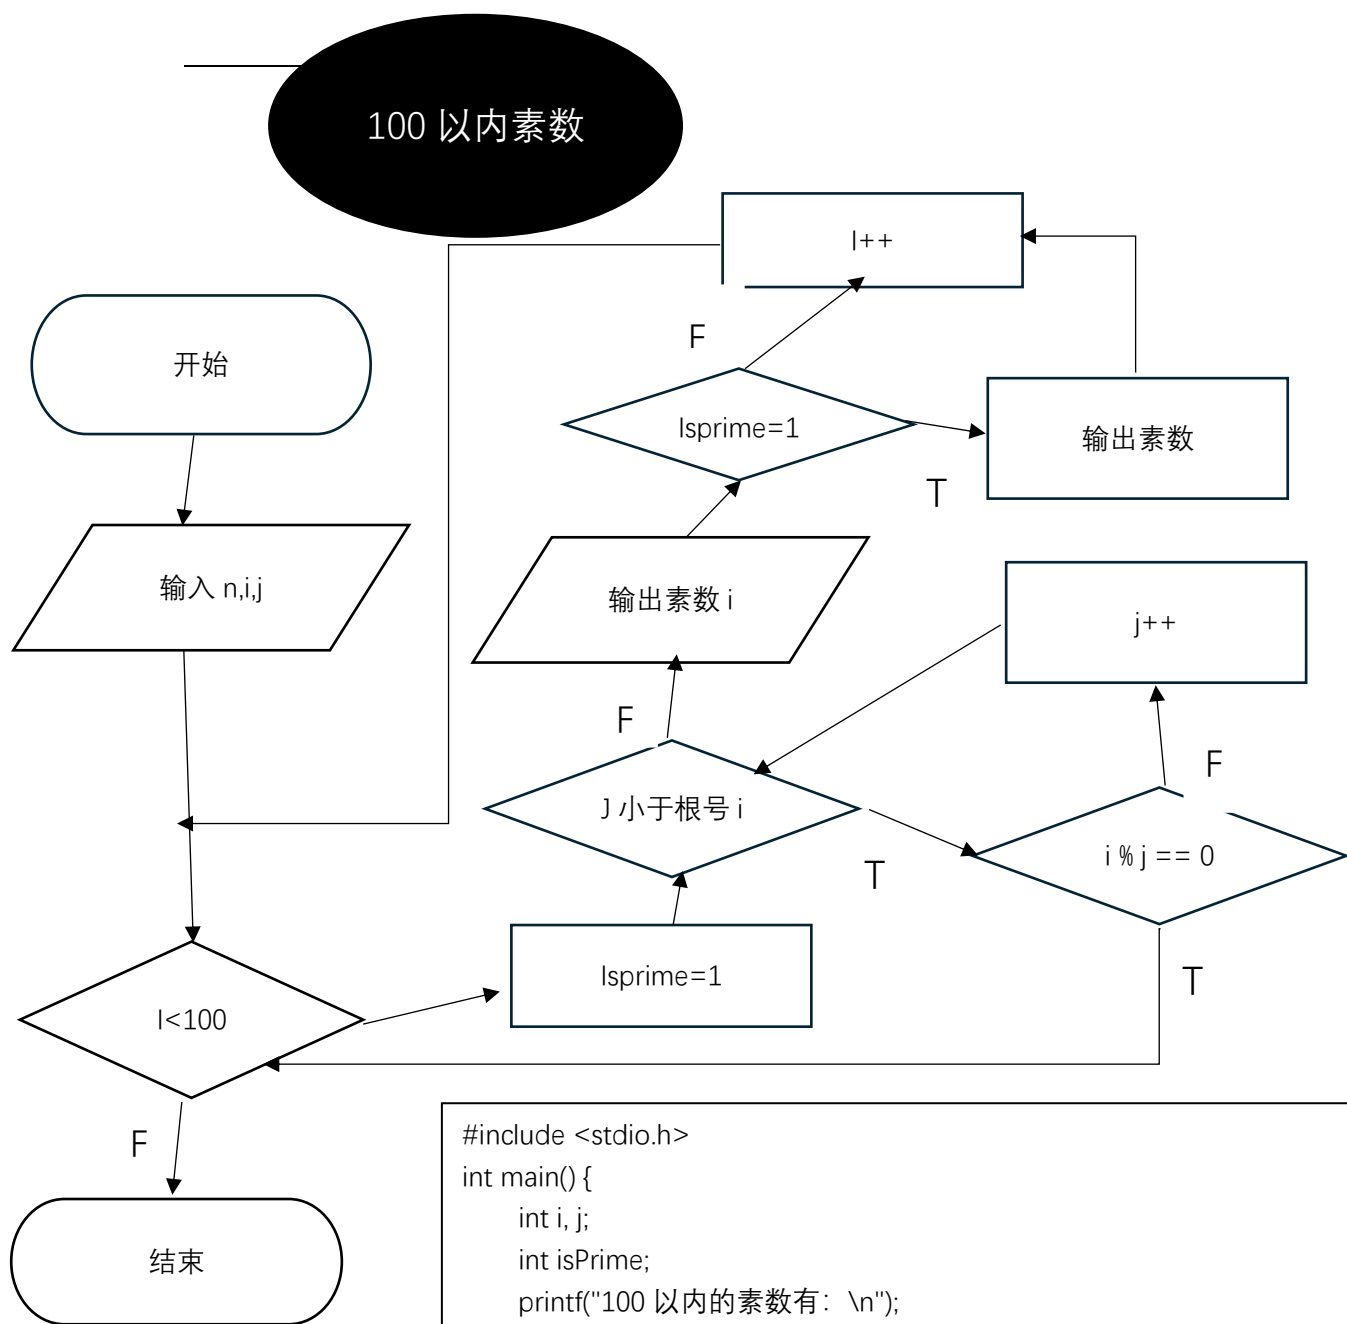 100 以内素数
I++
F
开始
Isprime=1
输出素数
T
输入 n,i,j
输出素数 i
j++
F
F
J 小于根号 i
i % j == 0
T
T
Isprime=1
I<100
F
结束
#include <stdio.h>
int main() {
int i, j;
int isPrime;
printf("100 以内的素数有：\n");